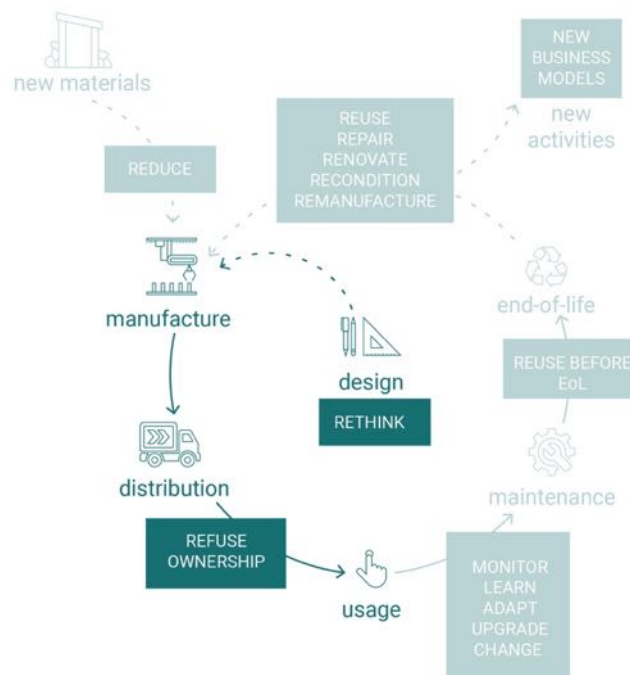 NEW
BUSINESS
MODELS
new
activities
new materials
REUSE
REPAIR
RENOVATE
RECONDITION
REMANUFACTURE
REDUCE
manufacture
end-of-life
design
RETHINK
REUSE BEFORE
EoL
distribution
maintenance
REFUSE
OWNERSHIP
usage
MONITOR
LEARN
ADAPT
UPGRADE
CHANGE